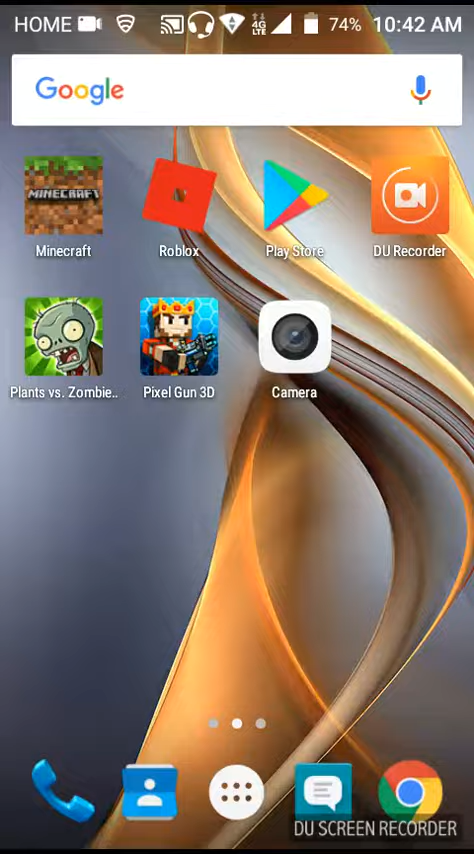 HOME 4G LTE 74% 10:42 AM
Google
MINECRAFT
Minecraft Roblox Play Store DU Recorder
Plants vs. Zombie.. Pixel Gun 3D Camera
DU SCREEN RECORDER